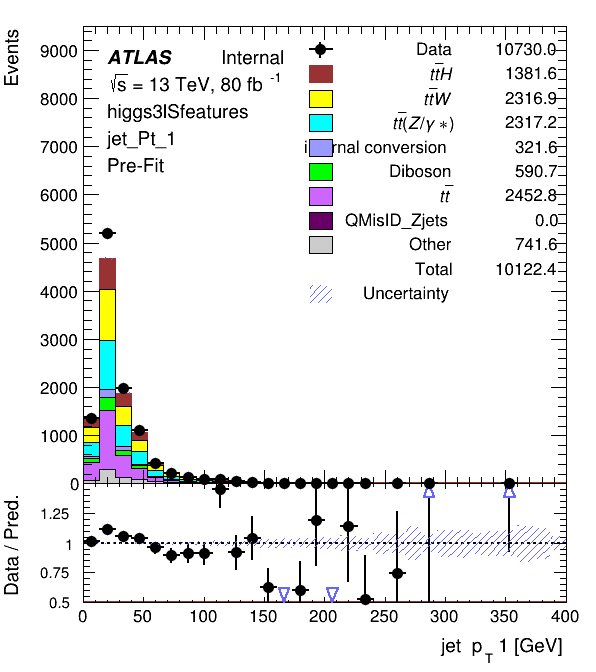 Events
9000
8000
7000
6000
5000
4000
3000
2000
1000
0
ATLAS Internal
√s = 13 TeV, 80 fb⁻¹
higgs3lSfeatures
jet_Pt_1
Pre-Fit
Data 10730.0
tt̄H 1381.6
tt̄W 2316.9
tt̄(Z/γ*) 2317.2
internal conversion 321.6
Diboson 590.7
tt̄ 2452.8
QMisID_Zjets 0.0
Other 741.6
Total 10122.4
Uncertainty
Data / Pred.
1.25
1
0.75
0.5
0 50 100 150 200 250 300 350 400
jet p_T 1 [GeV]